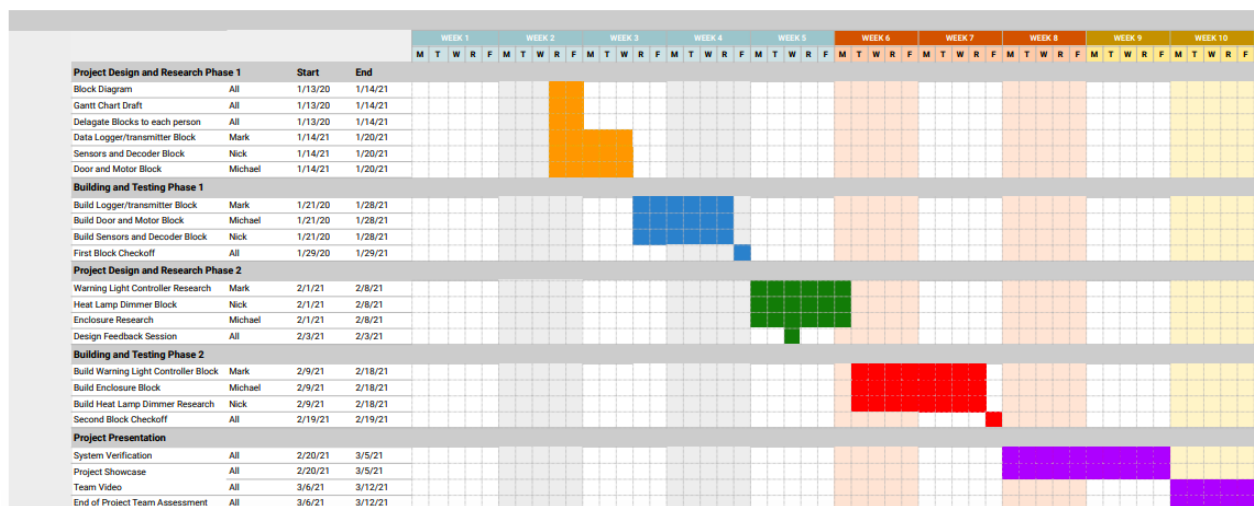 WEEK 1 WEEK 2 WEEK 3 WEEK 4 WEEK 5 WEEK 6 WEEK 7 WEEK 8 WEEK 9 WEEK 10
M T W R F M T W R F M T W R F M T W R F M T W R F M T W R F M T W R F M T W R F M T W R F M T W R F
Project Design and Research Phase 1 Start End
Block Diagram All 1/13/20 1/14/21
Gantt Chart Draft All 1/13/20 1/14/21
Delagate Blocks to each person All 1/13/20 1/14/21
Data Logger/transmitter Block Mark 1/14/21 1/20/21
Sensors and Decoder Block Nick 1/14/21 1/20/21
Door and Motor Block Michael 1/14/21 1/20/21
Building and Testing Phase 1
Build Logger/transmitter Block Mark 1/21/20 1/28/21
Build Door and Motor Block Michael 1/21/20 1/28/21
Build Sensors and Decoder Block Nick 1/21/20 1/28/21
First Block Checkoff All 1/29/20 1/29/21
Project Design and Research Phase 2
Warning Light Controller Research Mark 2/1/21 2/8/21
Heat Lamp Dimmer Block Nick 2/1/21 2/8/21
Enclosure Research Michael 2/1/21 2/8/21
Design Feedback Session All 2/3/21 2/3/21
Building and Testing Phase 2
Build Warning Light Controller Block Mark 2/9/21 2/18/21
Build Enclosure Block Michael 2/9/21 2/18/21
Build Heat Lamp Dimmer Research Nick 2/9/21 2/18/21
Second Block Checkoff All 2/19/21 2/19/21
Project Presentation
System Verification All 2/20/21 3/5/21
Project Showcase All 2/20/21 3/5/21
Team Video All 3/6/21 3/12/21
End of Project Team Assessment All 3/6/21 3/12/21